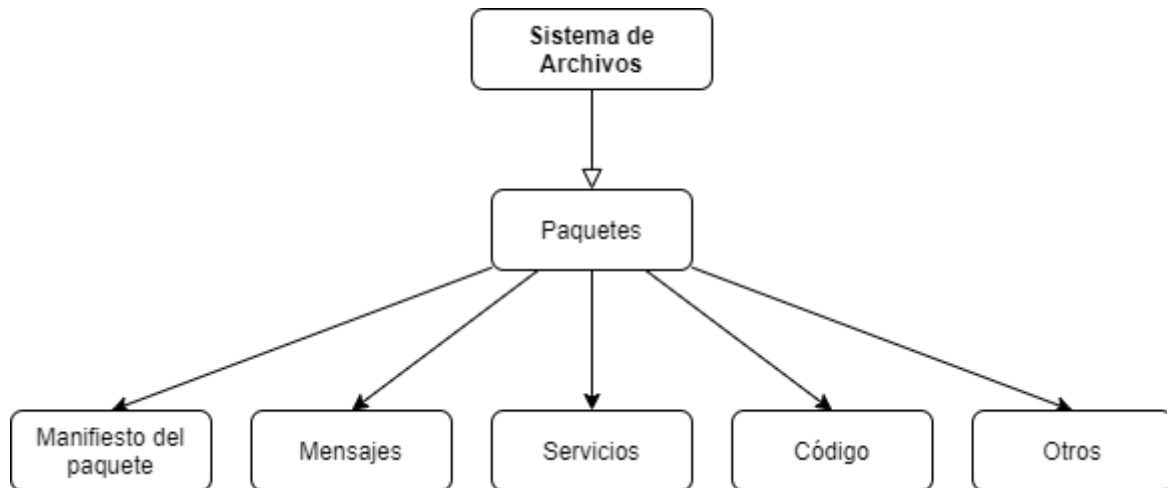 Sistema de
Archivos
Paquetes
Manifiesto del
paquete
Mensajes
Servicios
Código
Otros